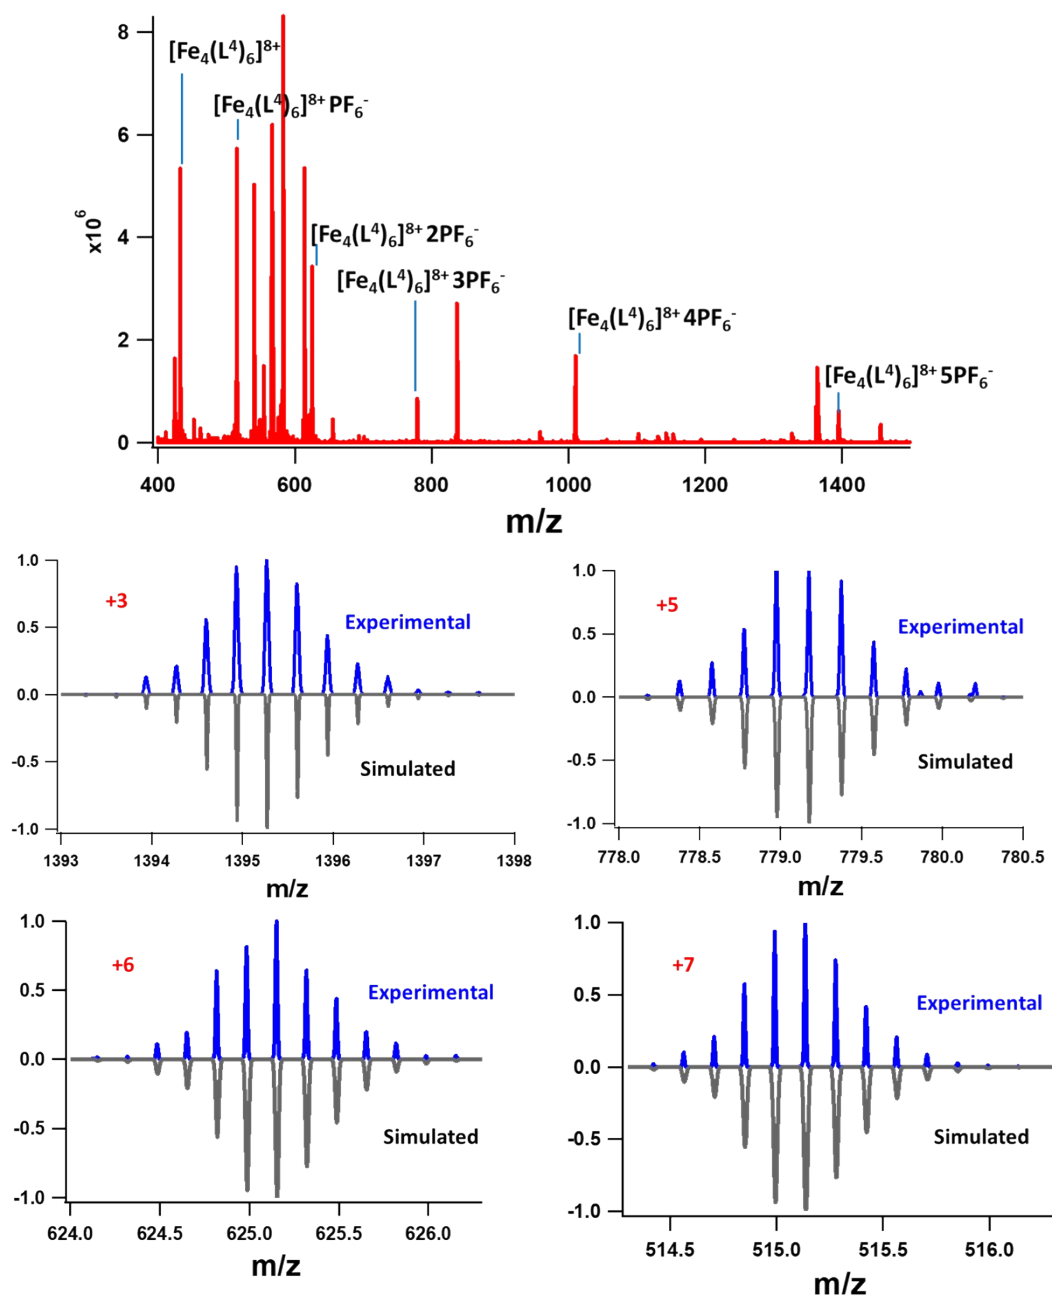 8
6
4
2
0
x10⁶
[Fe₄(L⁴)₆]⁸⁺
[Fe₄(L⁴)₆]⁸⁺ PF₆⁻
[Fe₄(L⁴)₆]⁸⁺ 2PF₆⁻
[Fe₄(L⁴)₆]⁸⁺ 3PF₆⁻
[Fe₄(L⁴)₆]⁸⁺ 4PF₆⁻
[Fe₄(L⁴)₆]⁸⁺ 5PF₆⁻
400 600 800 1000 1200 1400
m/z
1.0
0.5
0.0
-0.5
-1.0
+3
Experimental
Simulated
1393 1394 1395 1396 1397 1398
m/z
1.0
0.5
0.0
-0.5
-1.0
+5
Experimental
Simulated
778.0 778.5 779.0 779.5 780.0 780.5
m/z
1.0
0.5
0.0
-0.5
-1.0
+6
Experimental
Simulated
624.0 624.5 625.0 625.5 626.0
m/z
1.0
0.5
0.0
-0.5
-1.0
+7
Experimental
Simulated
514.5 515.0 515.5 516.0
m/z